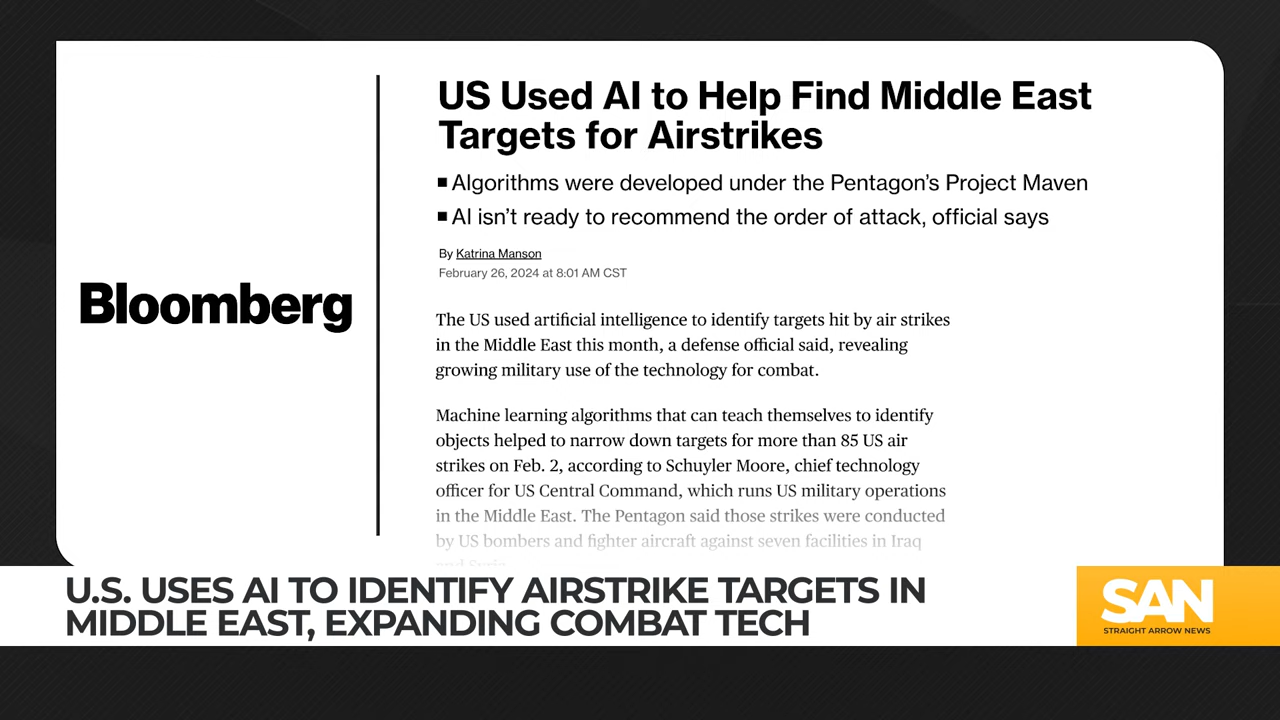 US Used AI to Help Find Middle East
Targets for Airstrikes
■ Algorithms were developed under the Pentagon’s Project Maven
■ AI isn’t ready to recommend the order of attack, official says
By Katrina Manson
February 26, 2024 at 8:01 AM CST
Bloomberg
The US used artificial intelligence to identify targets hit by air strikes
in the Middle East this month, a defense official said, revealing
growing military use of the technology for combat.
Machine learning algorithms that can teach themselves to identify
objects helped to narrow down targets for more than 85 US air
strikes on Feb. 2, according to Schuyler Moore, chief technology
officer for US Central Command, which runs US military operations
in the Middle East. The Pentagon said those strikes were conducted
by US bombers and fighter aircraft against seven facilities in Iraq
U.S. USES AI TO IDENTIFY AIRSTRIKE TARGETS IN
MIDDLE EAST, EXPANDING COMBAT TECH
SAN
STRAIGHT ARROW NEWS